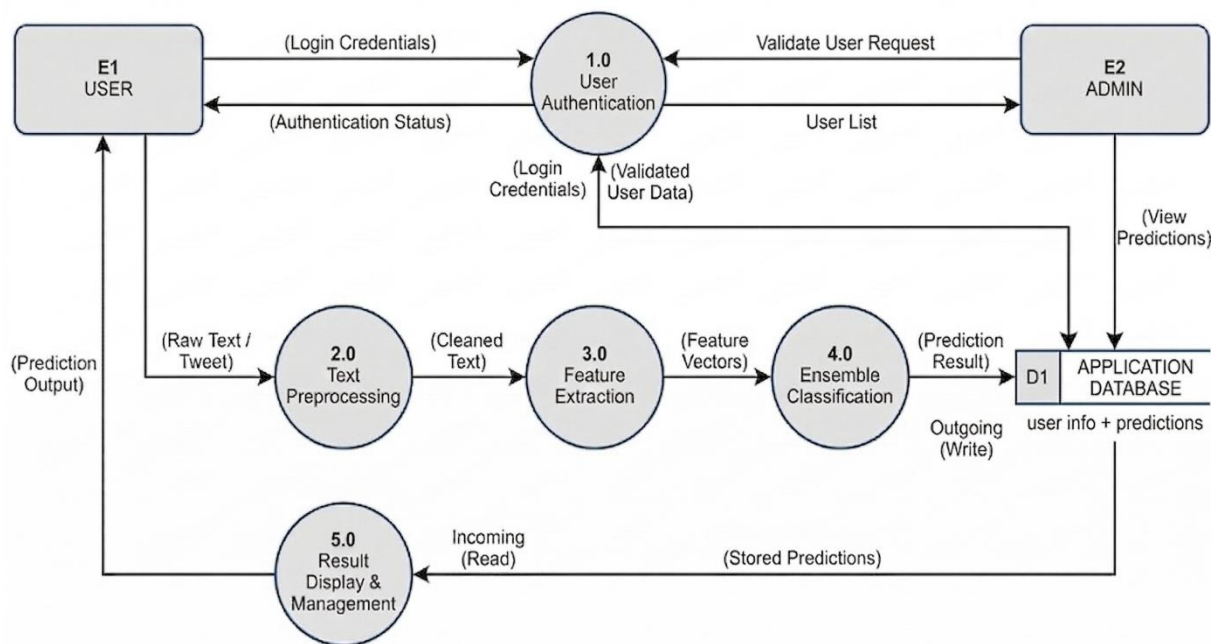 E1
USER
(Login Credentials)
(Authentication Status)
1.0
User
Authentication
Validate User Request
User List
E2
ADMIN
(Login
Credentials)
(Validated
User Data)
(View
Predictions)
(Prediction
Output)
(Raw Text /
Tweet)
2.0
Text
Preprocessing
(Cleaned
Text)
3.0
Feature
Extraction
(Feature
Vectors)
4.0
Ensemble
Classification
(Prediction
Result)
Outgoing
(Write)
D1
APPLICATION
DATABASE
user info + predictions
5.0
Result
Display &
Management
Incoming
(Read)
(Stored Predictions)